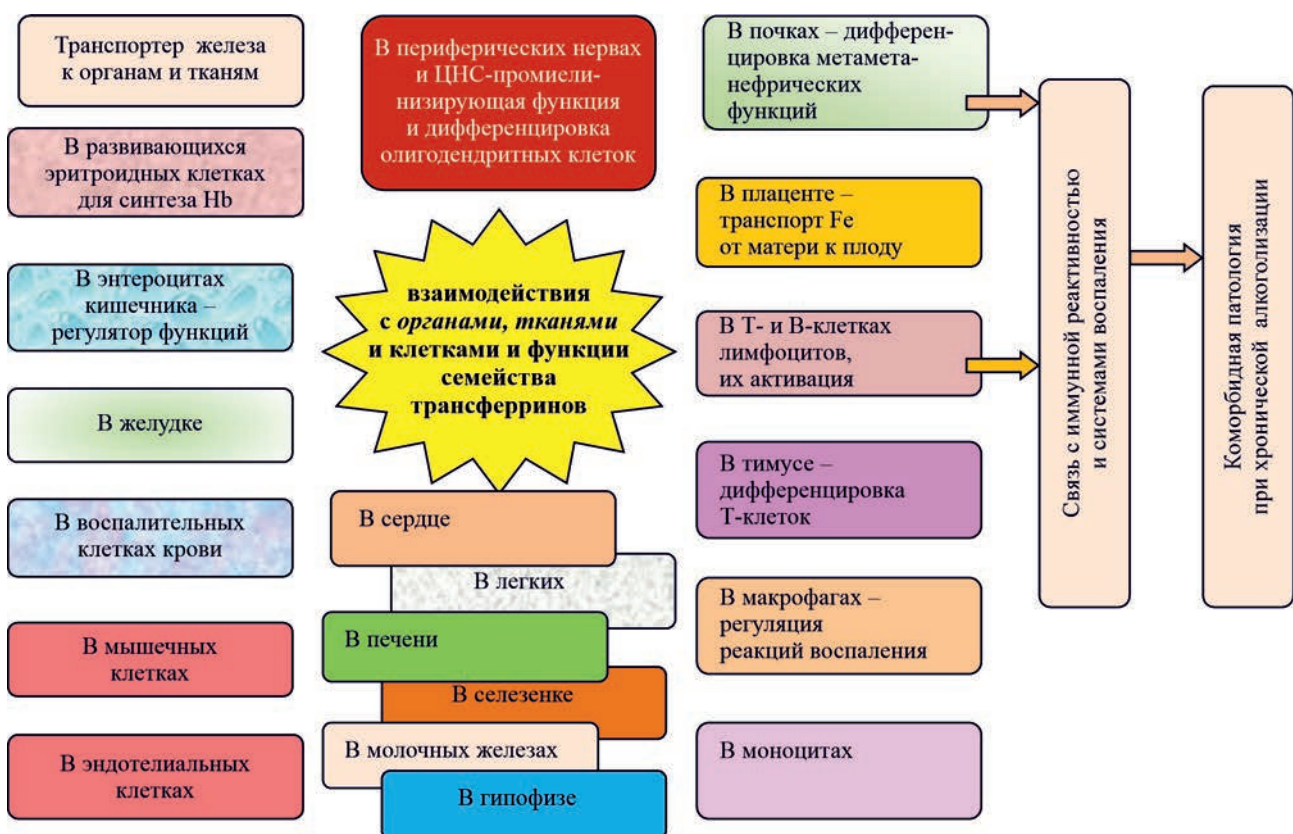 Транспортер железа
к органам и тканям
В развивающихся
эритроидных клетках
для синтеза Hb
В энтероцитах
кишечника –
регулятор функций
В желудке
В воспалительных
клетках крови
В мышечных
клетках
В эндотелиальных
клетках
В периферических нервах
и ЦНС-промиели-
низирующая функция
и дифференцировка
олигодендритных клеток
взаимодействия
с органами, тканями
и клетками и функции
семейства
трансферринов
В сердце
В легких
В печени
В селезенке
В молочных железах
В гипофизе
В почках – дифферен-
цировка метамета-
нефрических
функций
В плаценте –
транспорт Fe
от матери к плоду
В Т- и В-клетках
лимфоцитов,
их активация
В тимусе –
дифференцировка
Т-клеток
В макрофагах –
регуляция
реакций воспаления
В моноцитах
Связь с иммунной реактивностью
и системами воспаления
Коморбидная патология
при хронической алкоголизации